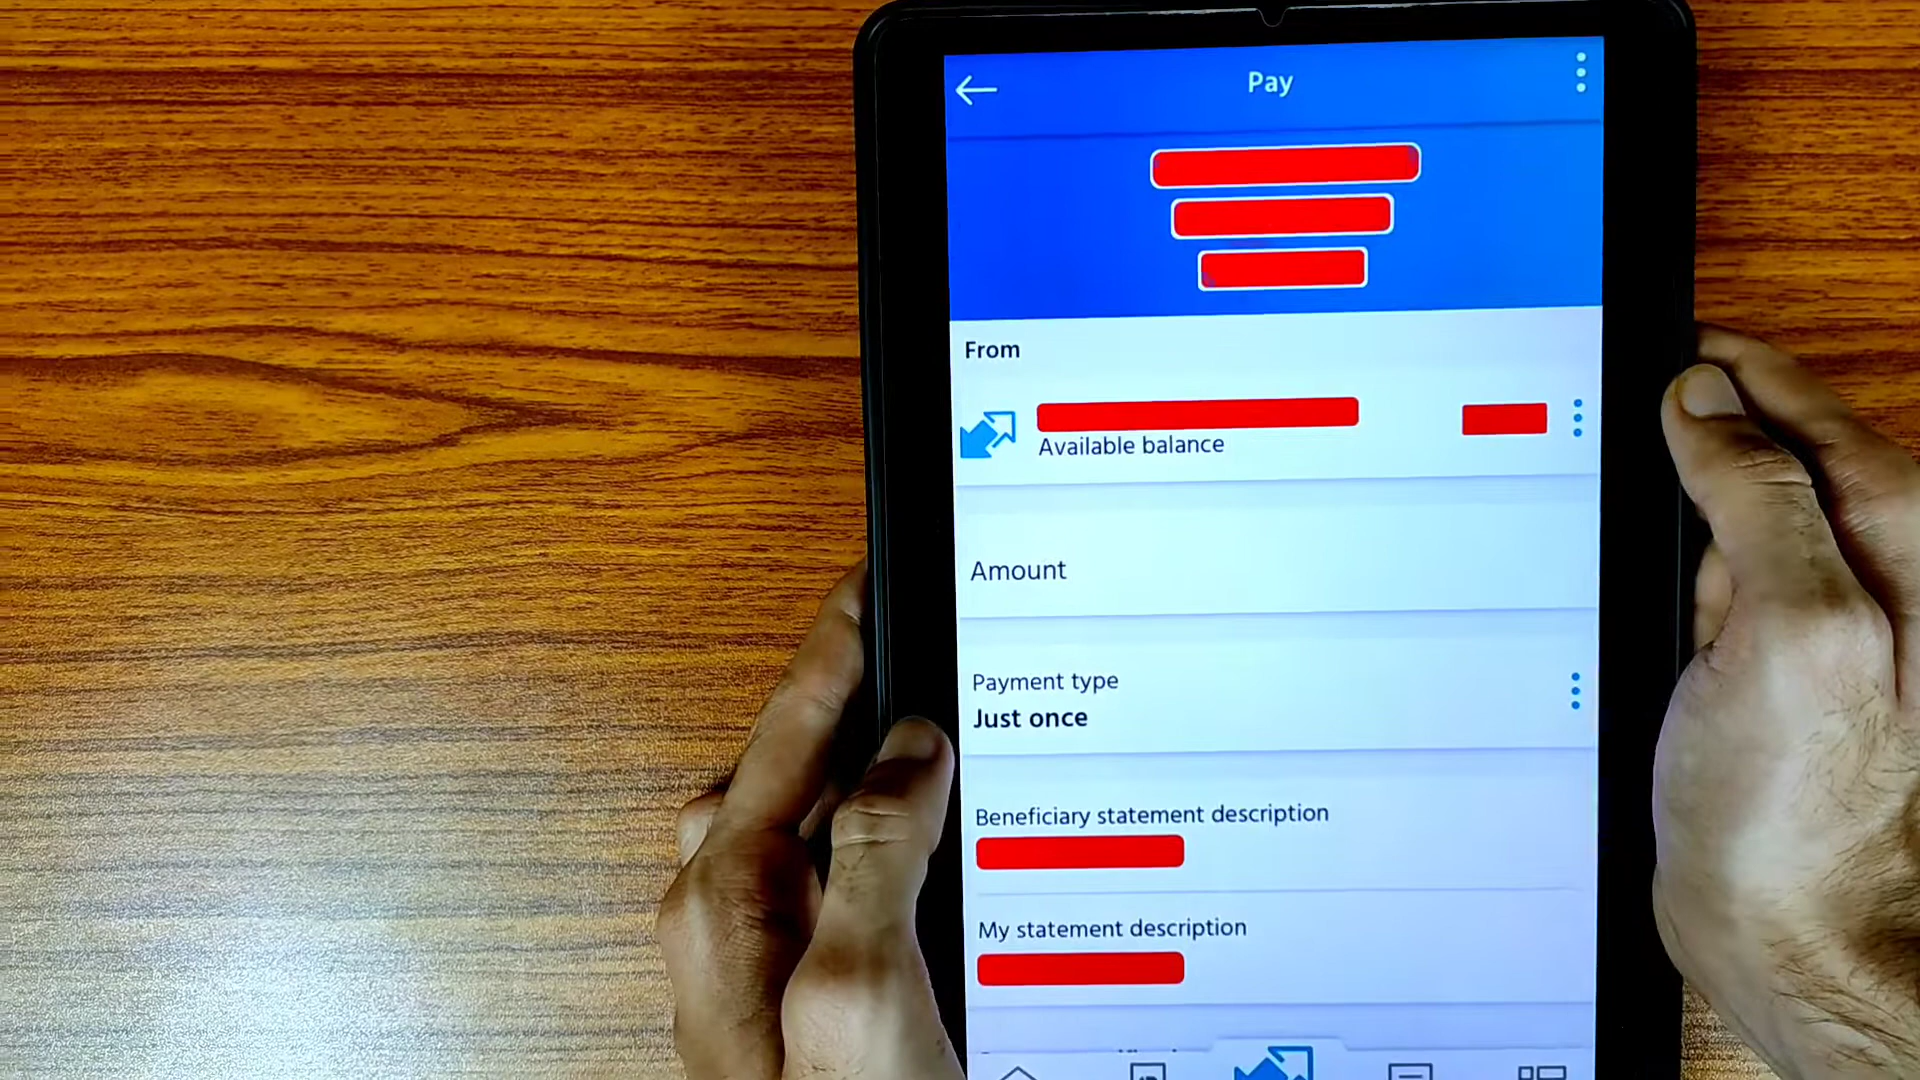 Pay
From
Available balance
Amount
Payment type
Just once
Beneficiary statement description
My statement description